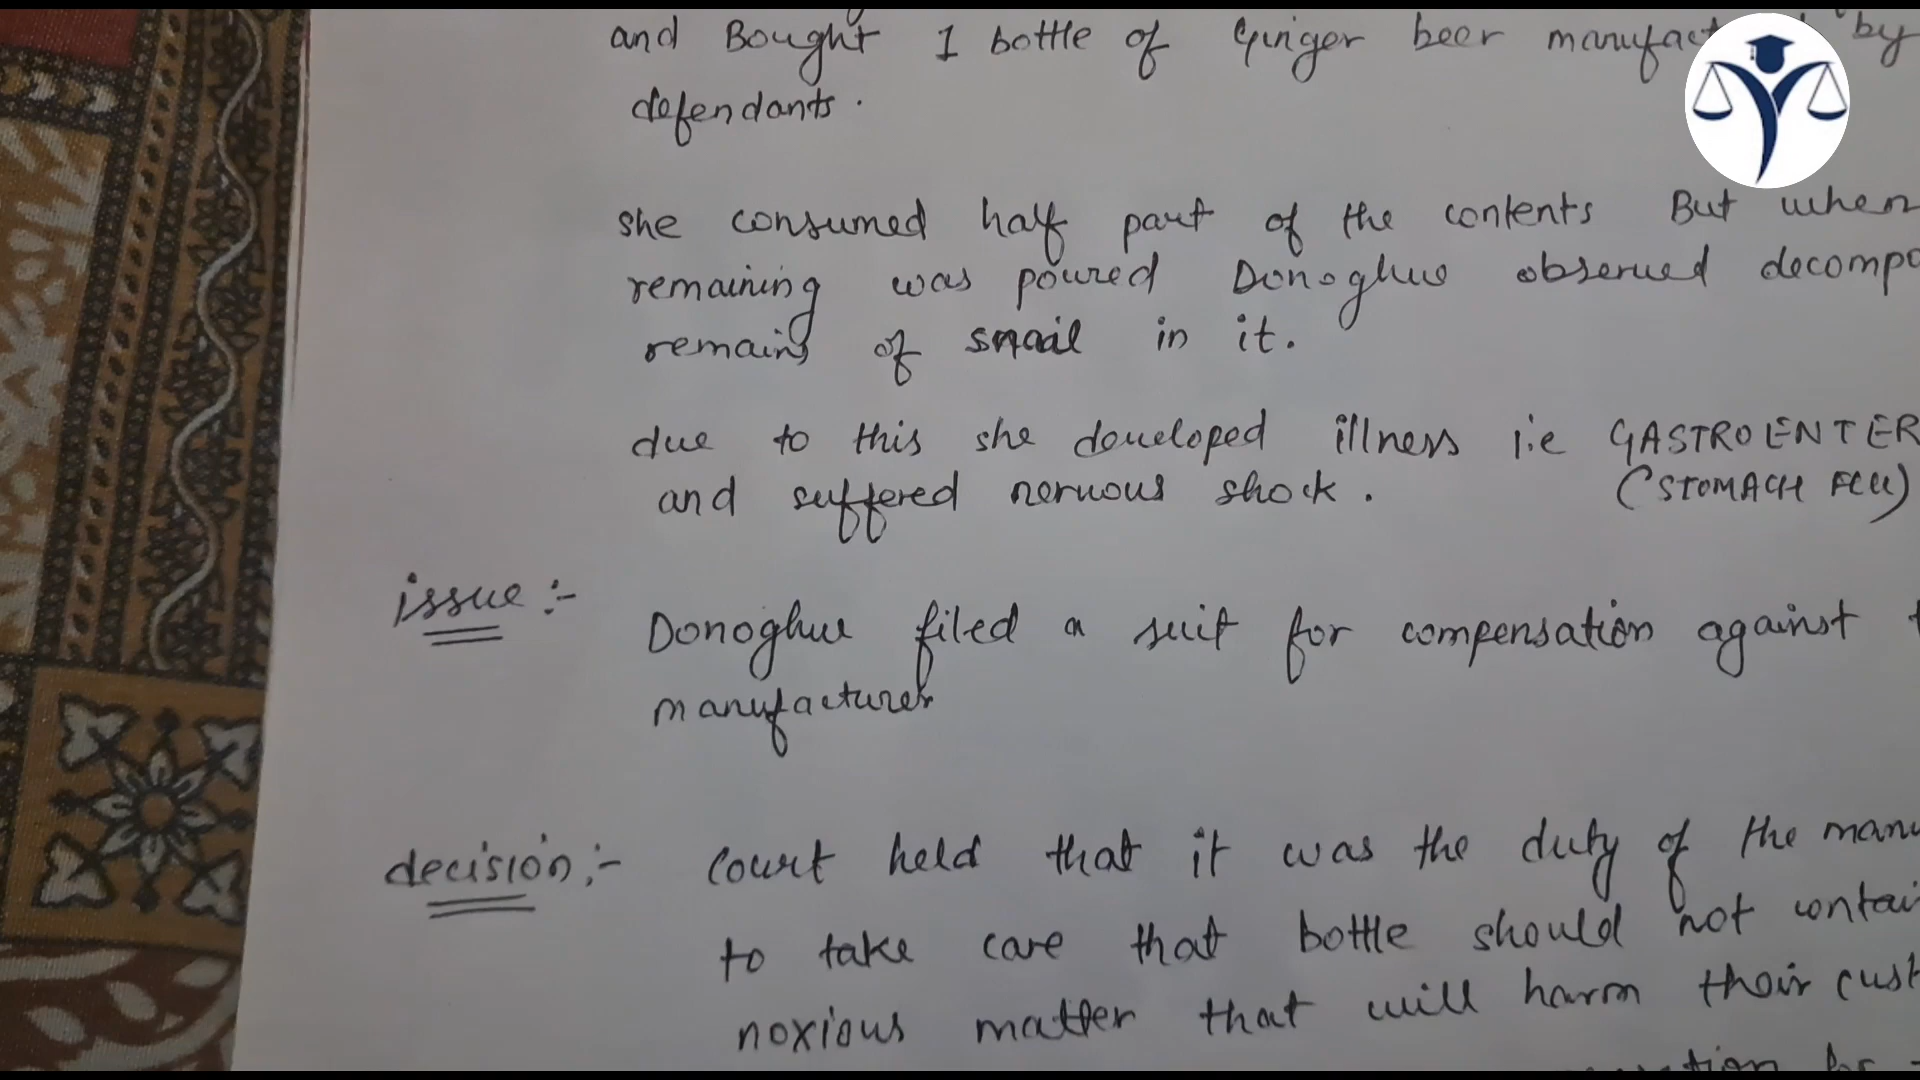 and Bought 1 bottle of Ginger beer manufact by
defendants.
she consumed half part of the contents But when
remaining was poured Donoghue observed decompo
remains of snail in it.
due to this she developed illness i.e GASTROENTER
and suffered nervous shock. (STOMACH FLU)
issue :-
Donoghue filed a suit for compensation against t
manufacturer
decision :- Court held that it was the duty of the manu
to take care that bottle should not contai
noxious matter that will harm their cust